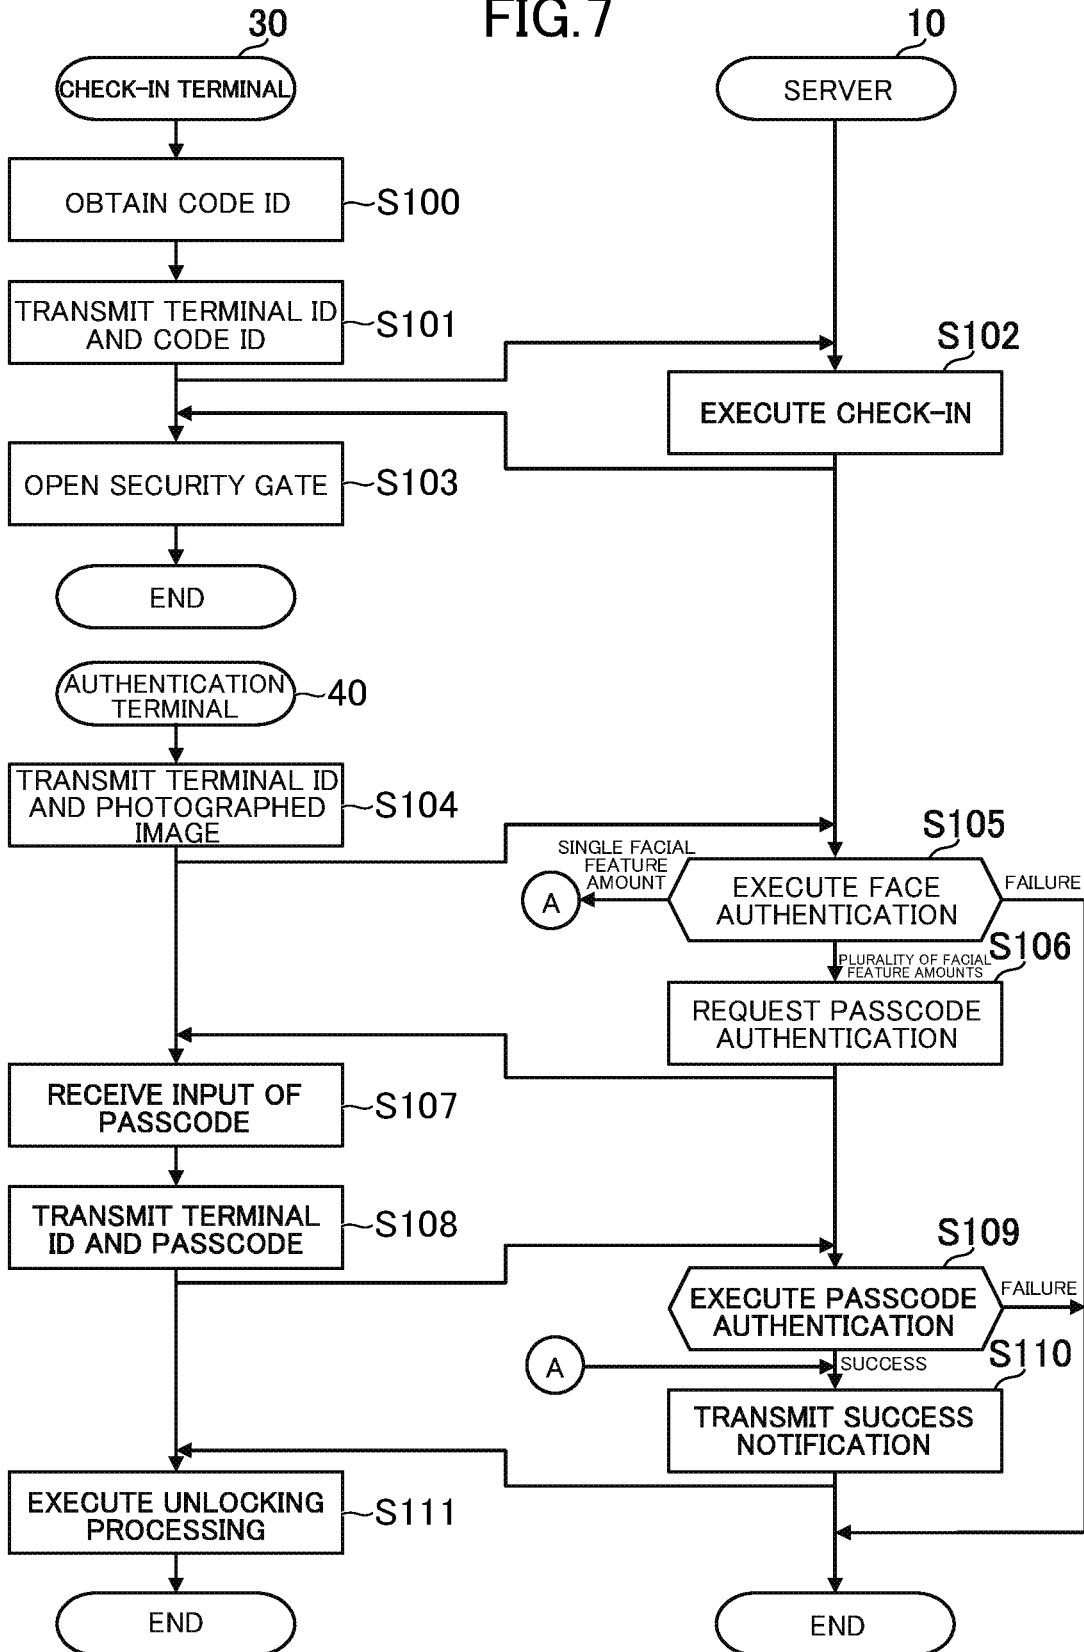 FIG.7
30
10
CHECK-IN TERMINAL
SERVER
OBTAIN CODE ID
S100
TRANSMIT TERMINAL ID
AND CODE ID
S101
S102
EXECUTE CHECK-IN
OPEN SECURITY GATE
S103
END
AUTHENTICATION
TERMINAL
40
TRANSMIT TERMINAL ID
AND PHOTOGRAPHED
IMAGE
S104
S105
SINGLE FACIAL
FEATURE
AMOUNT
A
EXECUTE FACE
AUTHENTICATION
FAILURE
PLURALITY OF FACIAL
FEATURE AMOUNTS
S106
REQUEST PASSCODE
AUTHENTICATION
RECEIVE INPUT OF
PASSCODE
S107
TRANSMIT TERMINAL
ID AND PASSCODE
S108
S109
EXECUTE PASSCODE
AUTHENTICATION
FAILURE
A
SUCCESS
S110
TRANSMIT SUCCESS
NOTIFICATION
EXECUTE UNLOCKING
PROCESSING
S111
END
END